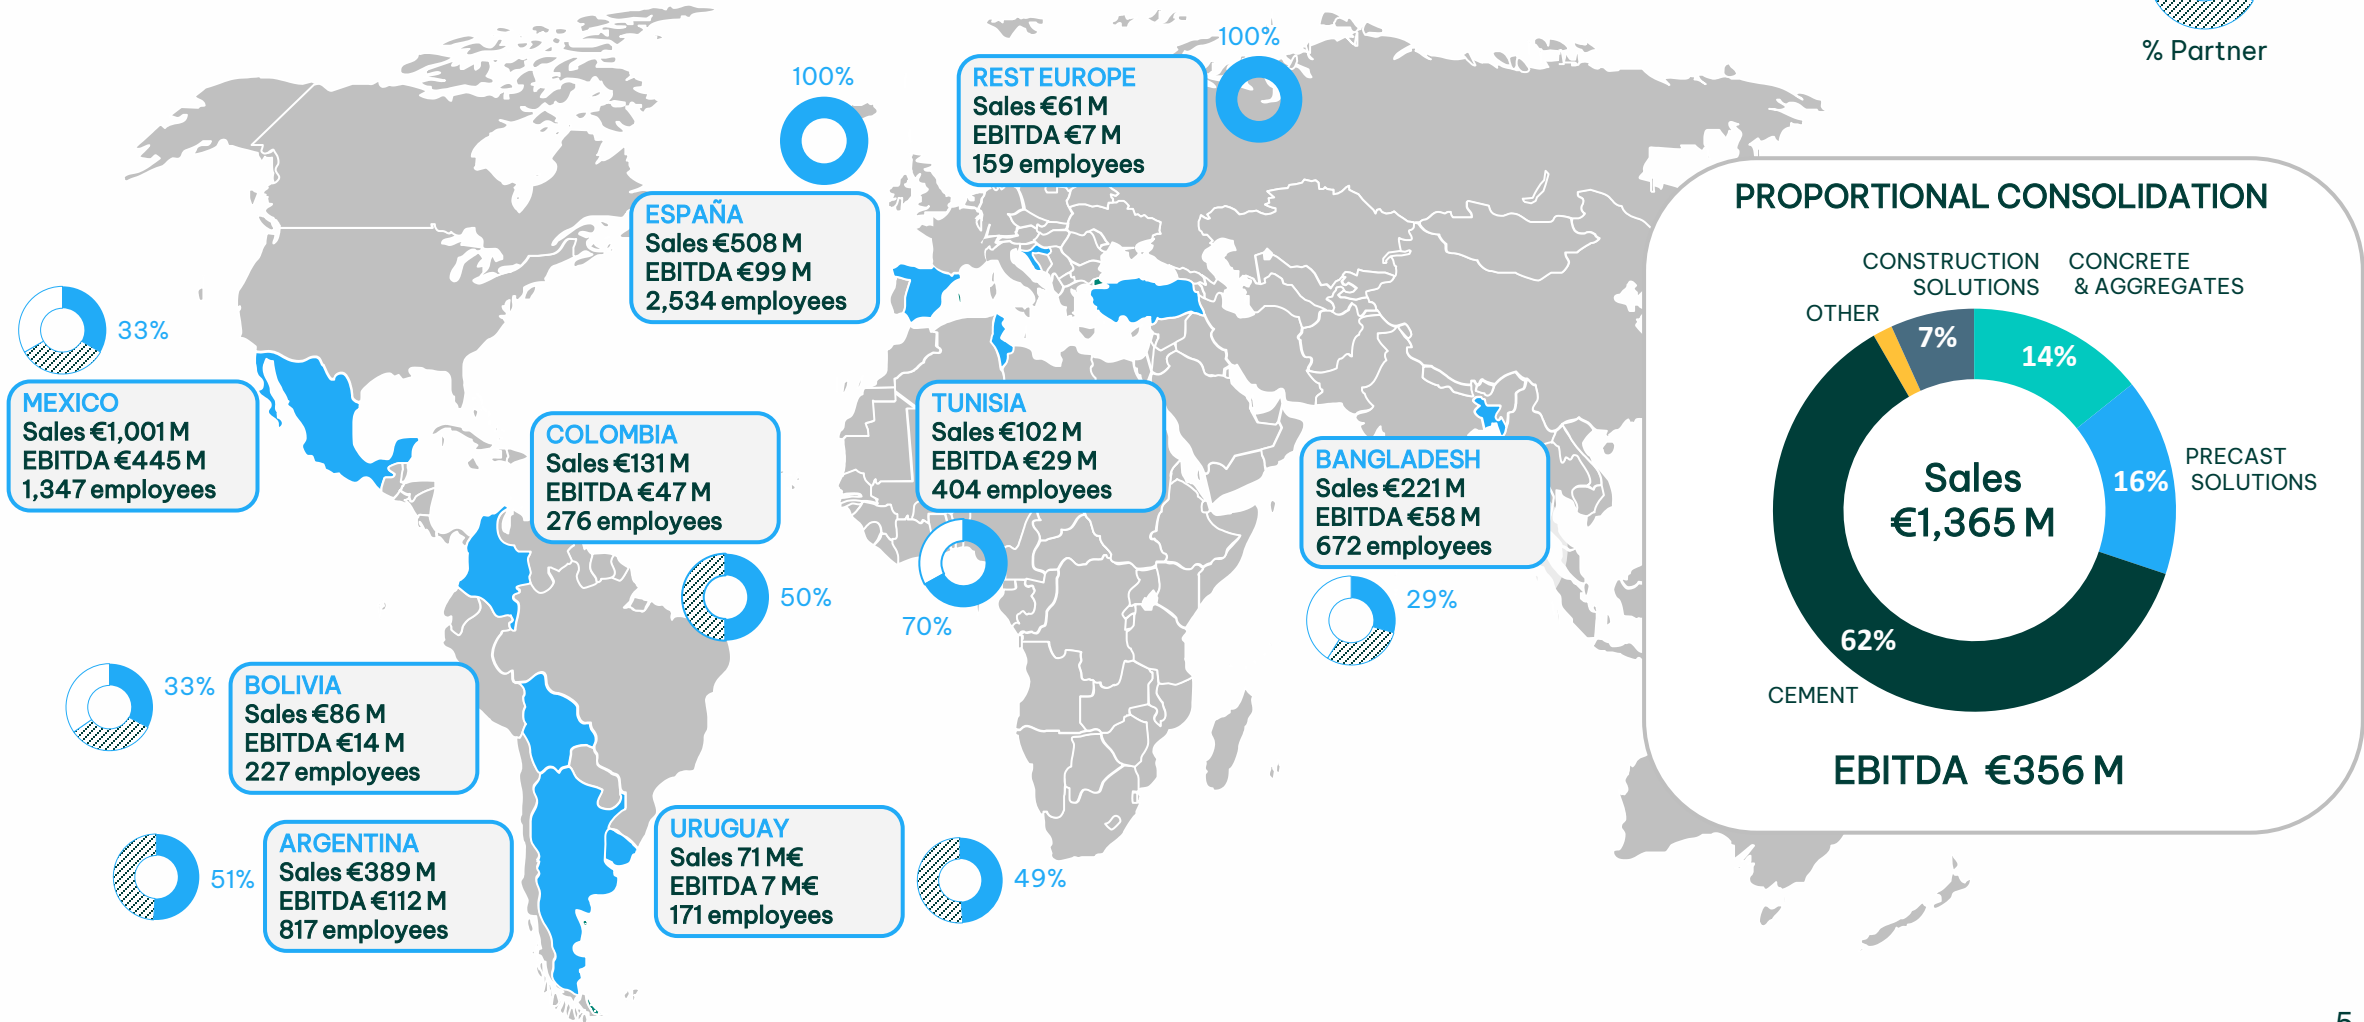 % Partner
100%
REST EUROPE
Sales €61 M
EBITDA €7 M
159 employees
100%
ESPAÑA
Sales €508 M
EBITDA €99 M
2,534 employees
33%
MEXICO
Sales €1,001 M
EBITDA €445 M
1,347 employees
COLOMBIA
Sales €131 M
EBITDA €47 M
276 employees
50%
TUNISIA
Sales €102 M
EBITDA €29 M
404 employees
70%
BANGLADESH
Sales €221 M
EBITDA €58 M
672 employees
29%
33%
BOLIVIA
Sales €86 M
EBITDA €14 M
227 employees
51%
ARGENTINA
Sales €389 M
EBITDA €112 M
817 employees
URUGUAY
Sales 71 M€
EBITDA 7 M€
171 employees
49%
PROPORTIONAL CONSOLIDATION
CONSTRUCTION
SOLUTIONS
CONCRETE
& AGGREGATES
OTHER
7%
14%
PRECAST
SOLUTIONS
16%
Sales
€1,365 M
62%
CEMENT
EBITDA €356 M